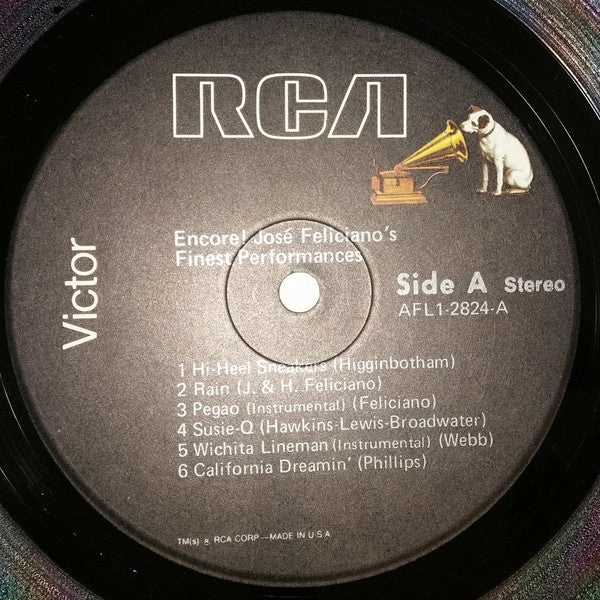 RCA
Victor
Encore! José Feliciano's
Finest Performances
Side A Stereo
AFL1-2824-A
1 Hi-Heel Sneakers (Higginbotham)
2 Rain (J. & H. Feliciano)
3 Pegao (Instrumental) (Feliciano)
4 Susie-Q (Hawkins-Lewis-Broadwater)
5 Wichita Lineman (Instrumental) (Webb)
6 California Dreamin' (Phillips)
TM(s) ® RCA CORP —MADE IN U.S.A